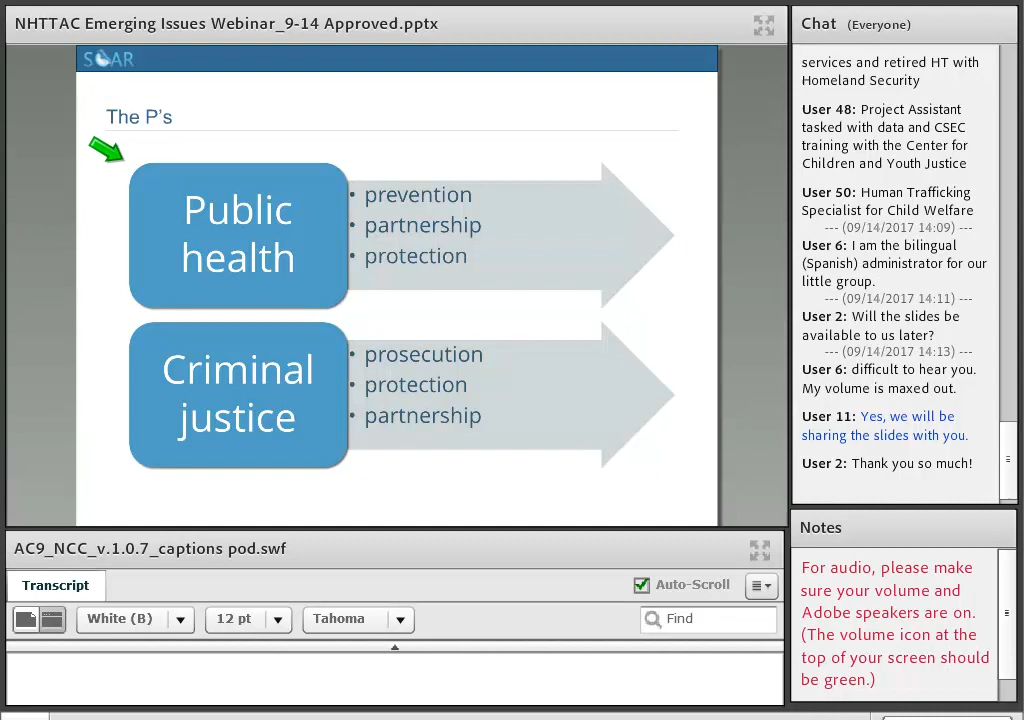 NHTTAC Emerging Issues Webinar_9-14 Approved.pptx
SOAR
The P's
Public
health
• prevention
• partnership
• protection
Criminal
justice
• prosecution
• protection
• partnership
AC9_NCC_v.1.0.7_captions pod.swf
Transcript
Auto-Scroll
White (B)
12 pt
Tahoma
Find
Chat (Everyone)
services and retired HT with
Homeland Security
User 48: Project Assistant
tasked with data and CSEC
training with the Center for
Children and Youth Justice
User 50: Human Trafficking
Specialist for Child Welfare
--- (09/14/2017 14:09) ---
User 6: I am the bilingual
(Spanish) administrator for our
little group.
--- (09/14/2017 14:11) ---
User 2: Will the slides be
available to us later?
--- (09/14/2017 14:13) ---
User 6: difficult to hear you.
My volume is maxed out.
User 11: Yes, we will be
sharing the slides with you.
User 2: Thank you so much!
Notes
For audio, please make
sure your volume and
Adobe speakers are on.
(The volume icon at the
top of your screen should
be green.)